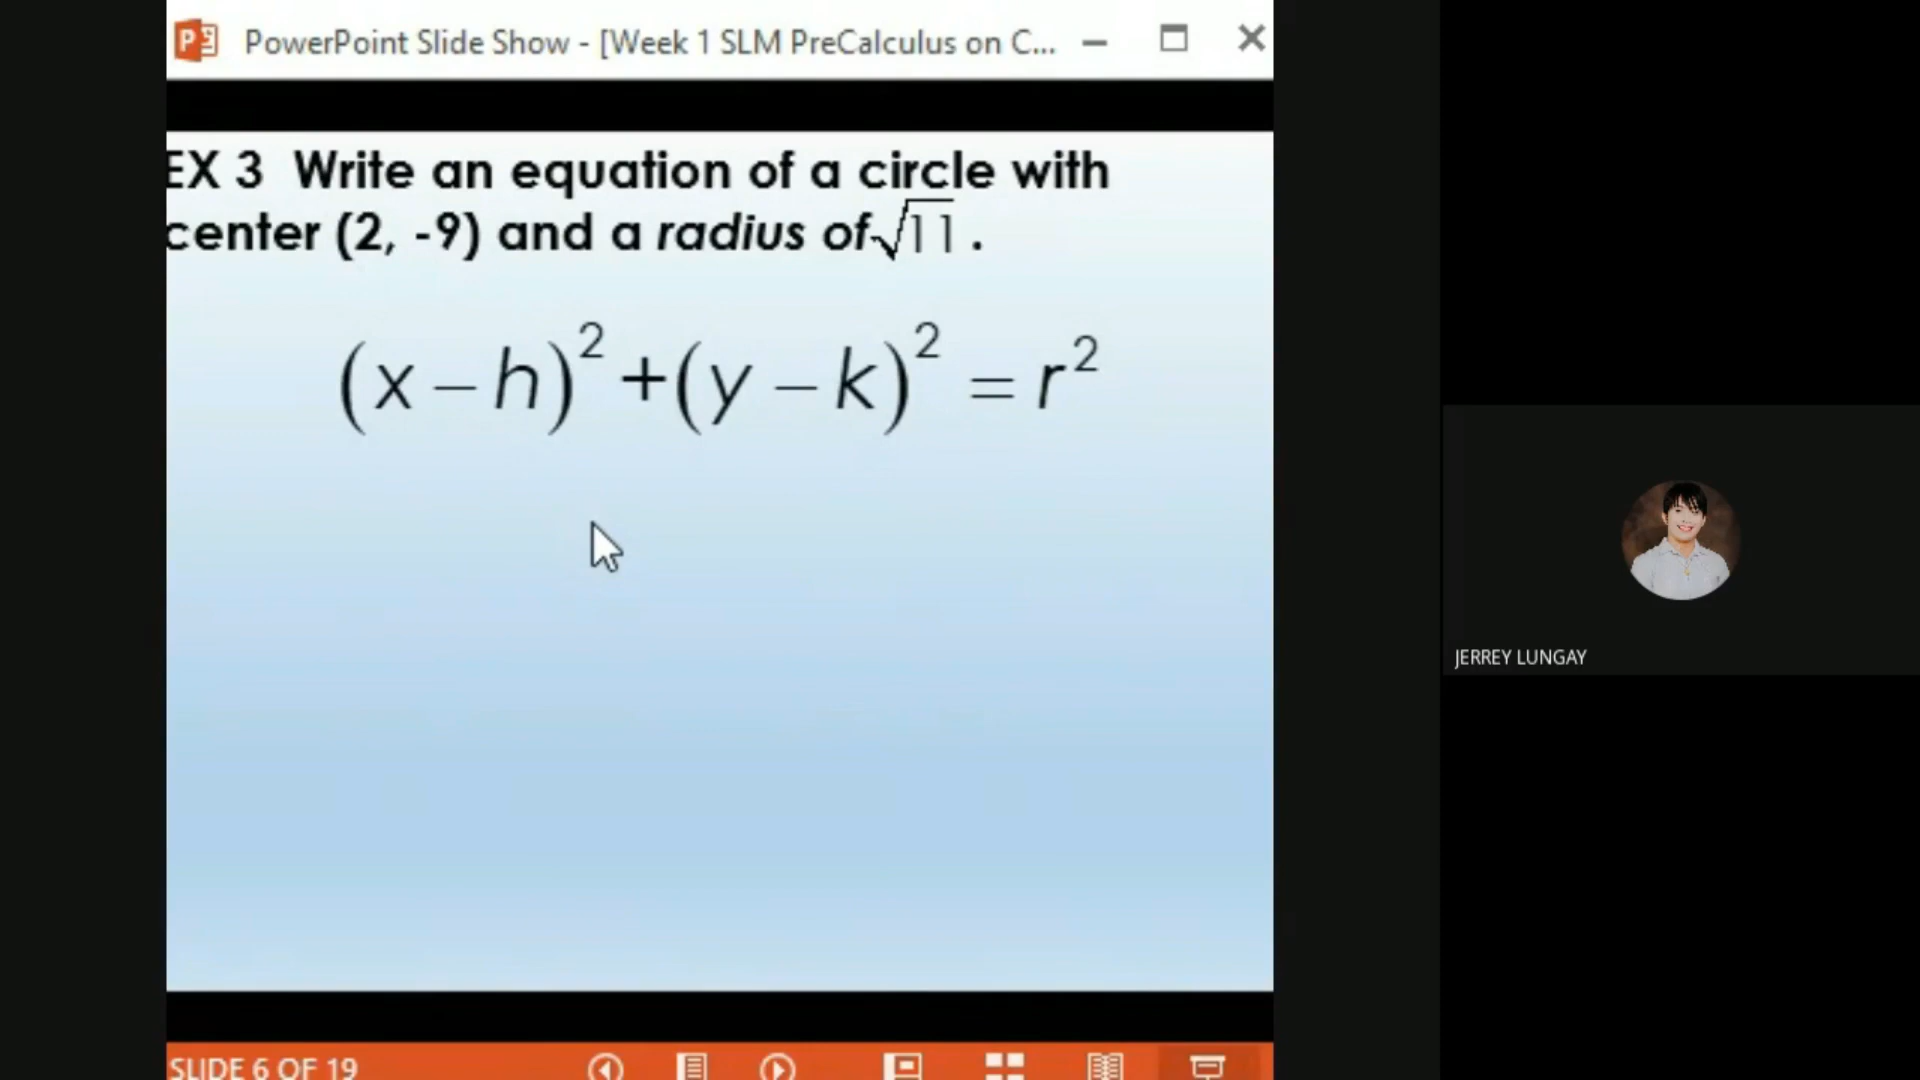 PowerPoint Slide Show - [Week 1 SLM PreCalculus on C...
EX 3 Write an equation of a circle with
center (2, -9) and a radius of √11 .
(x – h)² + (y – k)² = r²
JERREY LUNGAY
SLIDE 6 OF 19